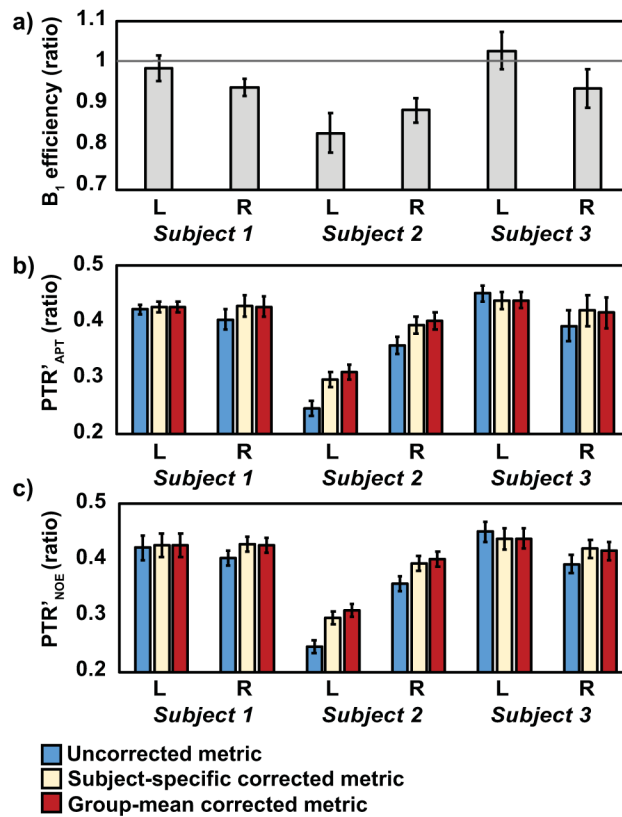 a)
B1 efficiency (ratio)
1.1
1
0.9
0.8
0.7
L R L R L R
Subject 1 Subject 2 Subject 3
b)
PTR'APT (ratio)
0.5
0.4
0.3
0.2
L R L R L R
Subject 1 Subject 2 Subject 3
c)
PTR'NOE (ratio)
0.5
0.4
0.3
0.2
L R L R L R
Subject 1 Subject 2 Subject 3
Uncorrected metric
Subject-specific corrected metric
Group-mean corrected metric